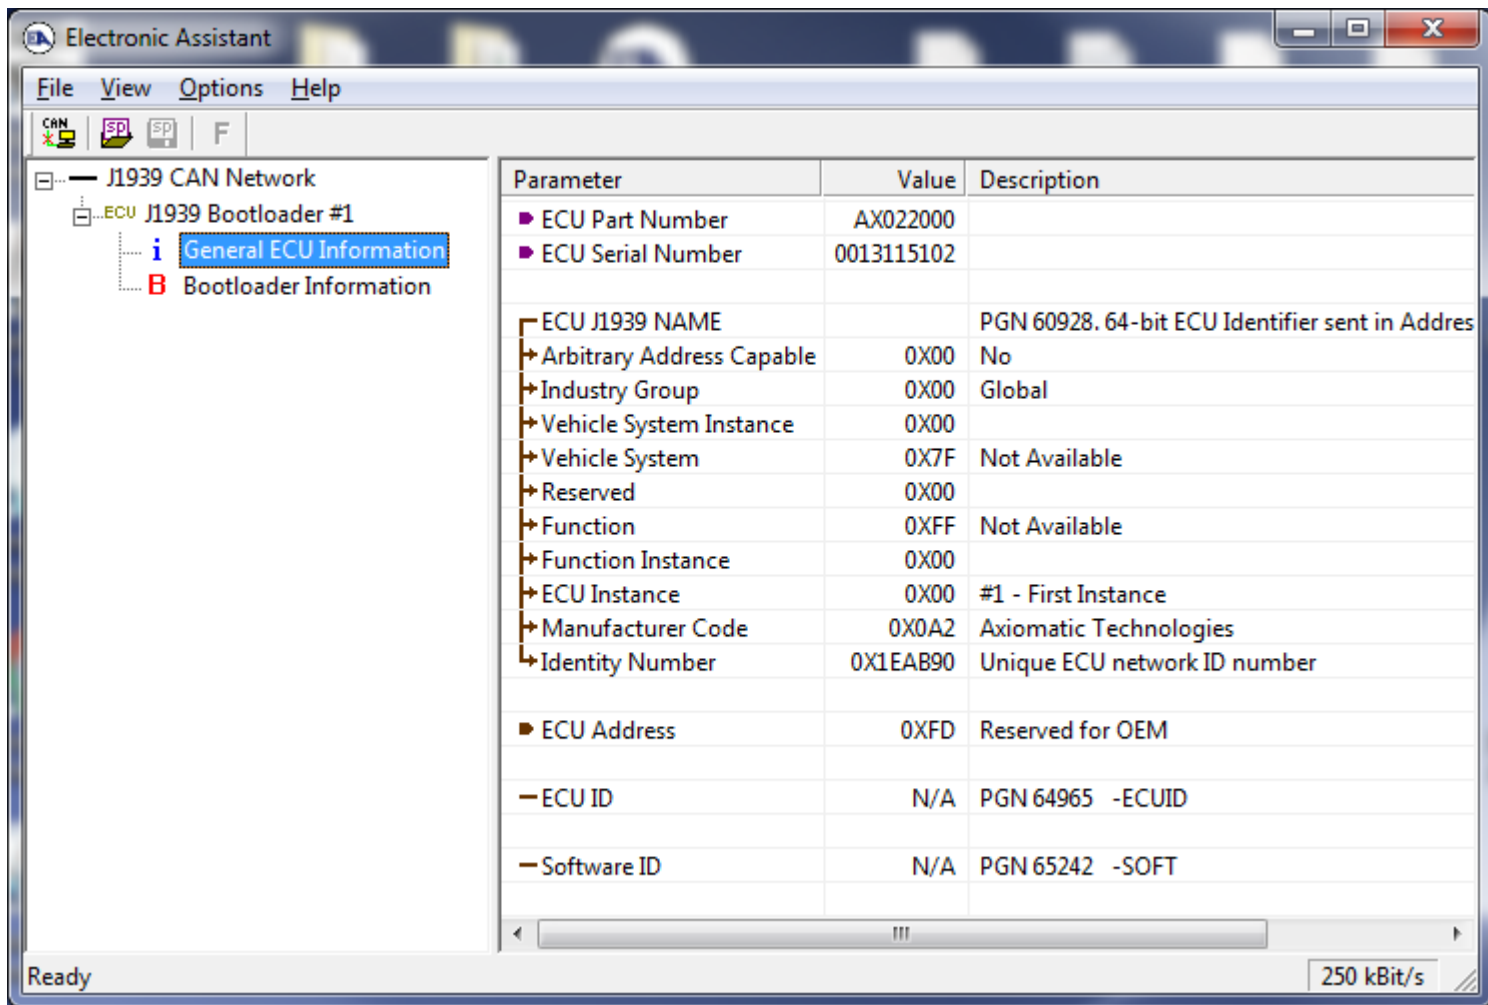 Electronic Assistant
File View Options Help
CAN SP SP F
J1939 CAN Network
ECU J1939 Bootloader #1
i General ECU Information
B Bootloader Information
Parameter Value Description
ECU Part Number AX022000
ECU Serial Number 0013115102
ECU J1939 NAME PGN 60928. 64-bit ECU Identifier sent in Addres
Arbitrary Address Capable 0X00 No
Industry Group 0X00 Global
Vehicle System Instance 0X00
Vehicle System 0X7F Not Available
Reserved 0X00
Function 0XFF Not Available
Function Instance 0X00
ECU Instance 0X00 #1 - First Instance
Manufacturer Code 0X0A2 Axiomatic Technologies
Identity Number 0X1EAB90 Unique ECU network ID number
ECU Address 0XFD Reserved for OEM
ECU ID N/A PGN 64965 -ECUID
Software ID N/A PGN 65242 -SOFT
Ready 250 kBit/s